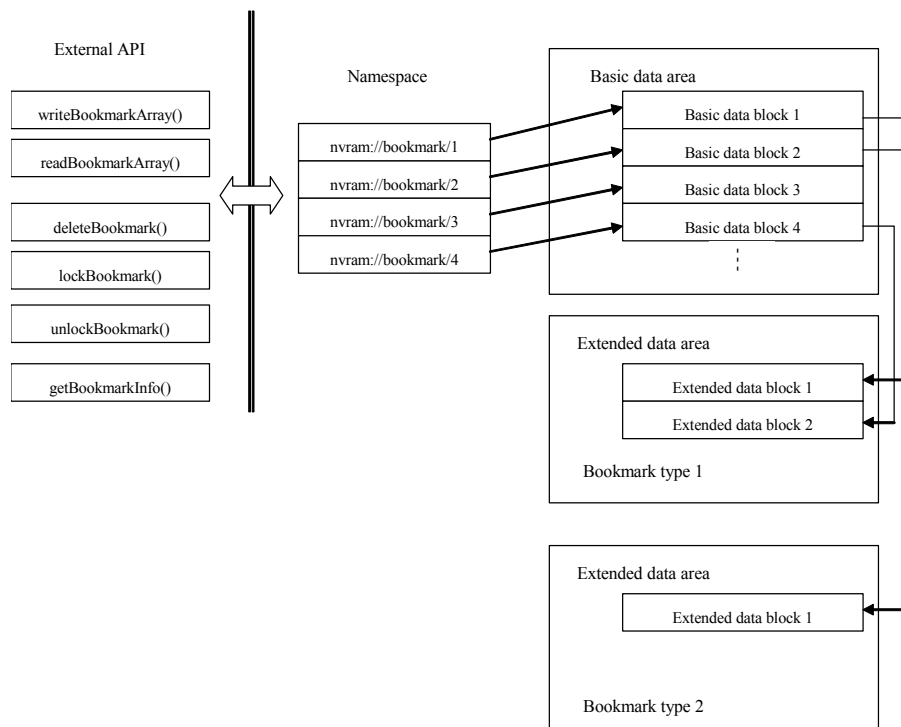 External API
writeBookmarkArray()
readBookmarkArray()
deleteBookmark()
lockBookmark()
unlockBookmark()
getBookmarkInfo()
Namespace
nvram://bookmark/1
nvram://bookmark/2
nvram://bookmark/3
nvram://bookmark/4
Basic data area
Basic data block 1
Basic data block 2
Basic data block 3
Basic data block 4
Extended data area
Extended data block 1
Extended data block 2
Bookmark type 1
Extended data area
Extended data block 1
Bookmark type 2